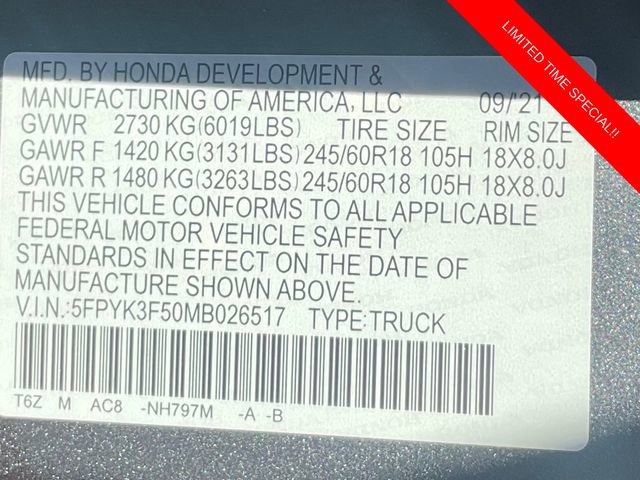 LIMITED TIME SPECIAL!!
MFD. BY HONDA DEVELOPMENT &
MANUFACTURING OF AMERICA, LLC 09/'21
GVWR 2730 KG(6019LBS) TIRE SIZE RIM SIZE
GAWR F 1420 KG(3131LBS) 245/60R18 105H 18X8.0J
GAWR R 1480 KG(3263LBS) 245/60R18 105H 18X8.0J
THIS VEHICLE CONFORMS TO ALL APPLICABLE
FEDERAL MOTOR VEHICLE SAFETY
STANDARDS IN EFFECT ON THE DATE OF
MANUFACTURE SHOWN ABOVE.
V.I.N.:5FPYK3F50MB026517 TYPE:TRUCK
T6Z M AC8 -NH797M -A -B